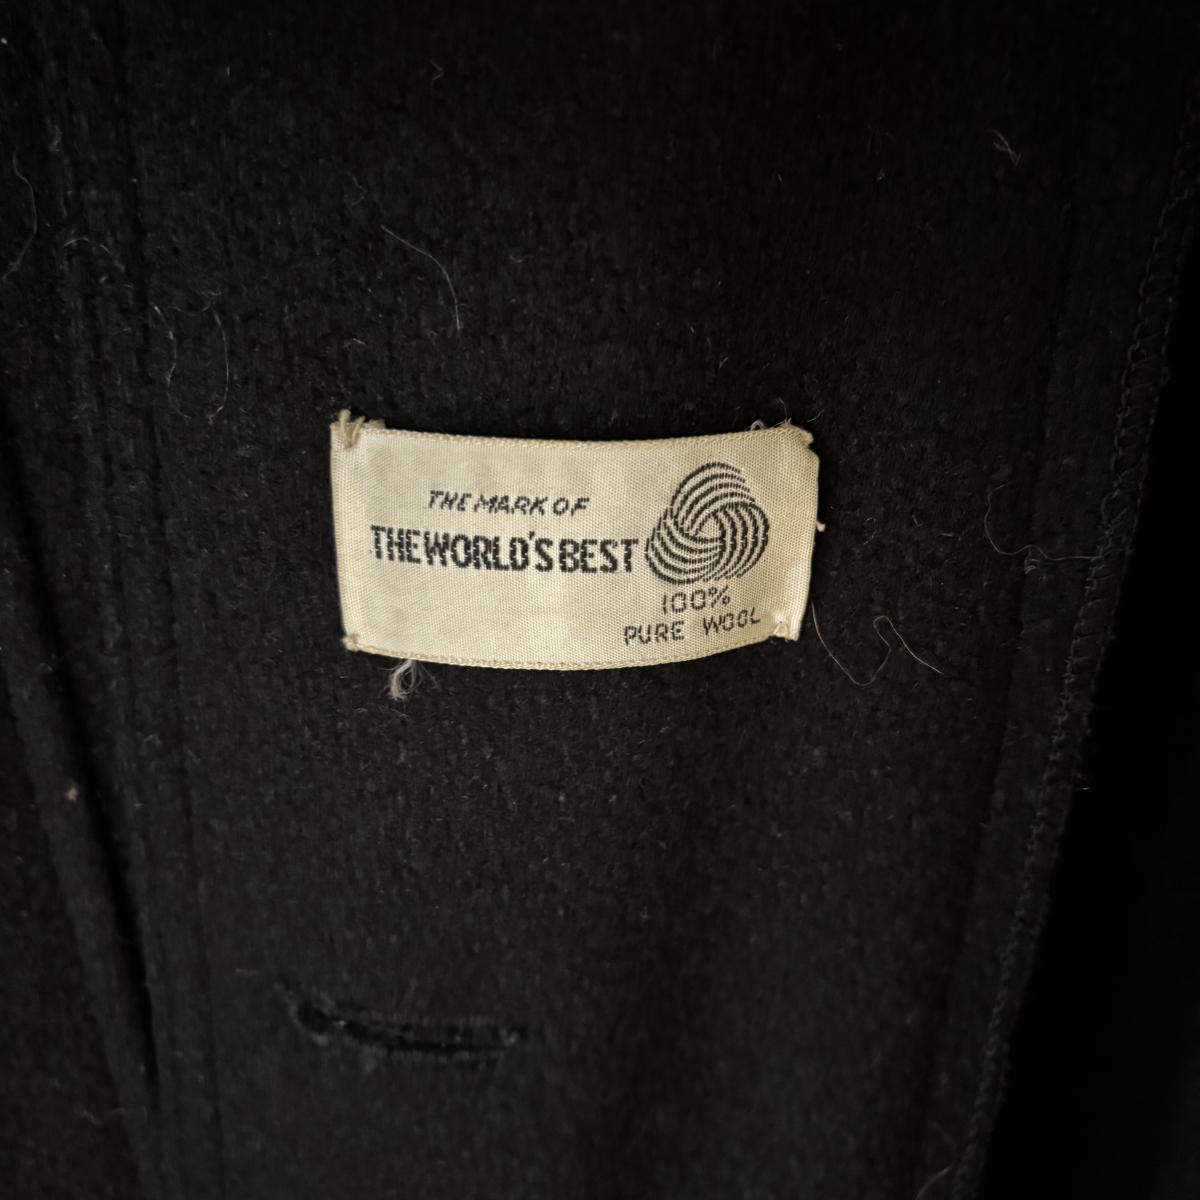 THE MARK OF
THE WORLD'S BEST
100%
PURE WOOL